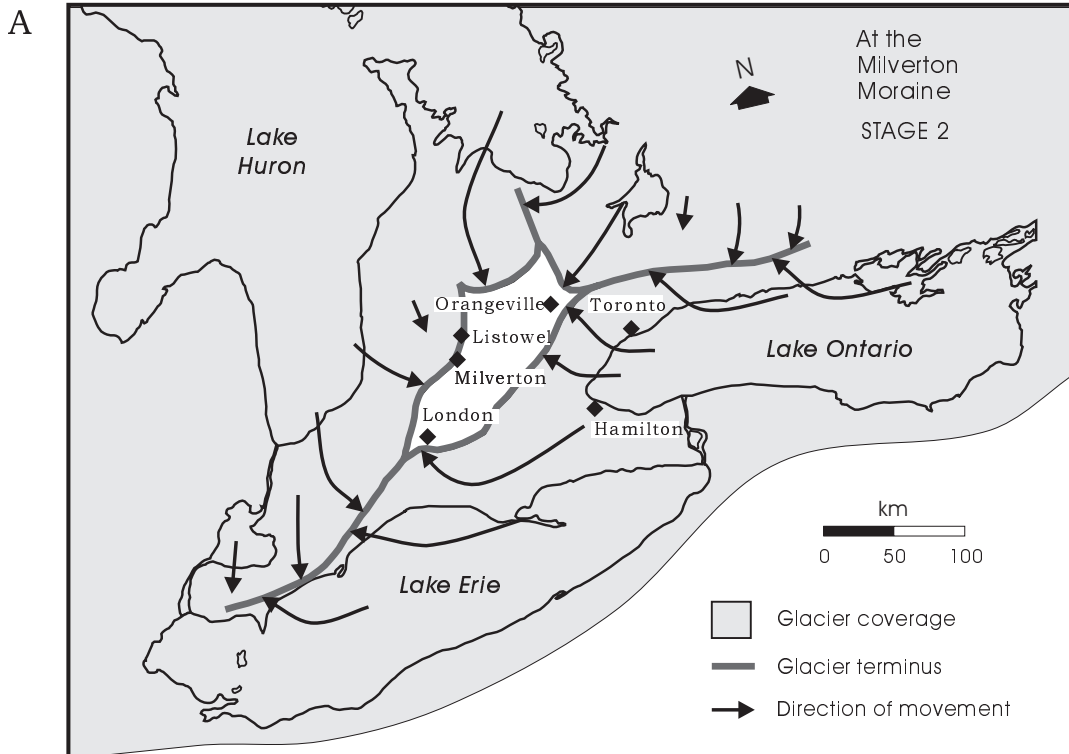 A
At the
Milverton
Moraine
STAGE 2
N
Lake
Huron
Orangeville
Toronto
Listowel
Lake Ontario
Milverton
London
Hamilton
km
0 50 100
Lake Erie
Glacier coverage
Glacier terminus
Direction of movement